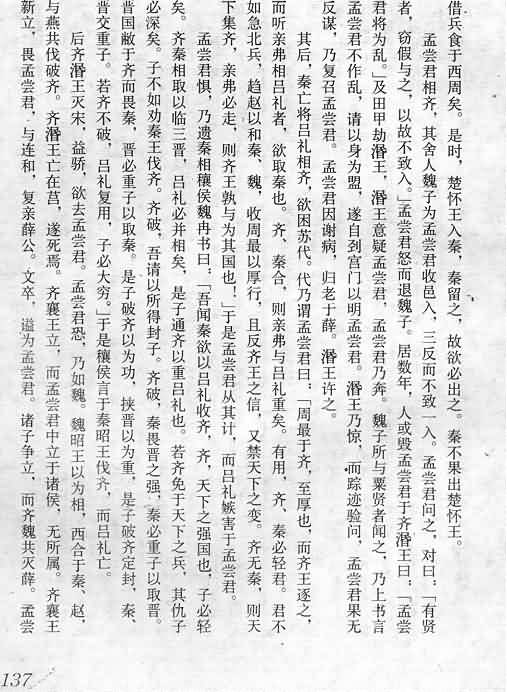 借兵食于西周矣。是时，楚怀王入秦，秦留之，故欲必出之。秦不果出楚怀王。
孟尝君相齐，其舍人魏子为孟尝君收邑入，三反而不致一入。孟尝君问之，对曰：“有贤
者，窃假与之，以故不致入。”孟尝君怒而退魏子。居数年，人或毁孟尝君于齐湣王曰：“孟尝
君将为乱。”及田甲劫湣王，湣王意疑孟尝君，孟尝君乃奔。魏子所与粟贤者闻之，乃上书言
孟尝君不作乱，请以身为盟，遂自刭宫门以明孟尝君。湣王乃惊，而踪迹验问，孟尝君果无
反谋，乃复召孟尝君。孟尝君因谢病，归老于薛。湣王许之。
其后，秦亡将吕礼相齐，欲困苏代。代乃谓孟尝君曰：“周最于齐，至厚也，而齐王逐之，
而听亲弗相吕礼者，欲取秦也。齐、秦合，则亲弗与吕礼重矣。有用，齐、秦必轻君。君不
如急北兵，趋赵以和秦、魏，收周最以厚行，且反齐王之信，又禁天下之变。齐无秦，则天
下集齐，亲弗必走，则齐王孰与为其国也！”于是孟尝君从其计，而吕礼嫉害于孟尝君。
孟尝君惧，乃遗秦相穰侯魏冉书曰：“吾闻秦欲以吕礼收齐，齐，天下之强国也，子必轻
矣。齐秦相取以临三晋，吕礼必并相矣，是子通齐以重吕礼也。若齐免于天下之兵，其仇子
必深矣。子不如劝秦王伐齐。齐破，吾请以所得封子。齐破，秦畏晋之强，秦必重子以取晋。
晋国敝于齐而畏秦，晋必重子以取秦。是子破齐以为功，挟晋以为重，是子破齐定封，秦、
晋交重子。若齐不破，吕礼复用，子必大穷。”于是穰侯言于秦昭王伐齐，而吕礼亡。
后齐湣王灭宋，益骄，欲去孟尝君。孟尝君恐，乃如魏。魏昭王以为相，西合于秦、赵，
与燕共伐破齐。齐湣王亡在莒，遂死焉。齐襄王立，而孟尝君中立于诸侯，无所属。齐襄王
新立，畏孟尝君，与连和，复亲薛公。文卒，谥为孟尝君。诸子争立，而齐魏共灭薛。孟尝
137